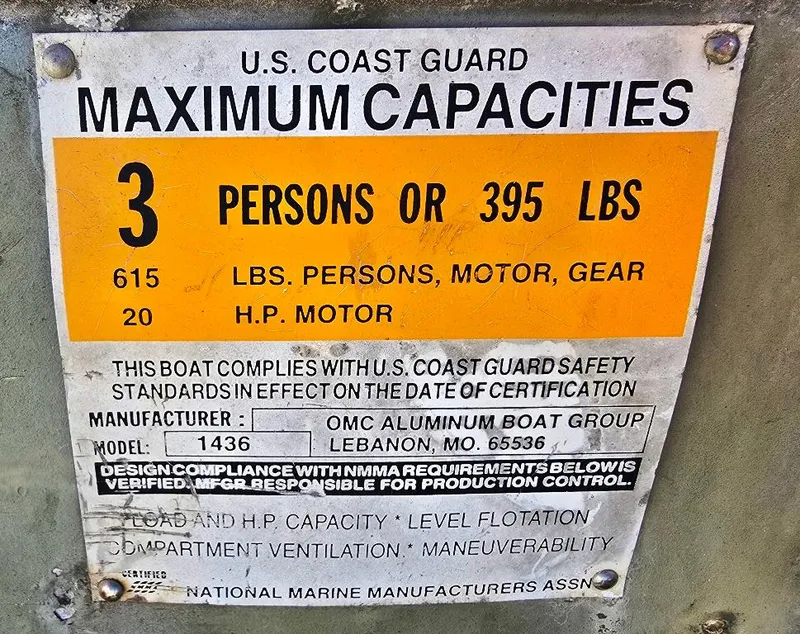 U.S. COAST GUARD
MAXIMUM CAPACITIES
3 PERSONS OR 395 LBS
615 LBS. PERSONS, MOTOR, GEAR
20 H.P. MOTOR
THIS BOAT COMPLIES WITH U.S. COAST GUARD SAFETY
STANDARDS IN EFFECT ON THE DATE OF CERTIFICATION
MANUFACTURER : OMC ALUMINUM BOAT GROUP
MODEL: 1436 LEBANON, MO. 65536
DESIGN COMPLIANCE WITH NMMA REQUIREMENTS BELOW IS
VERIFIED. MFGR RESPONSIBLE FOR PRODUCTION CONTROL.
LOAD AND H.P. CAPACITY * LEVEL FLOTATION
COMPARTMENT VENTILATION * MANEUVERABILITY
CERTIFIED
NATIONAL MARINE MANUFACTURERS ASSN